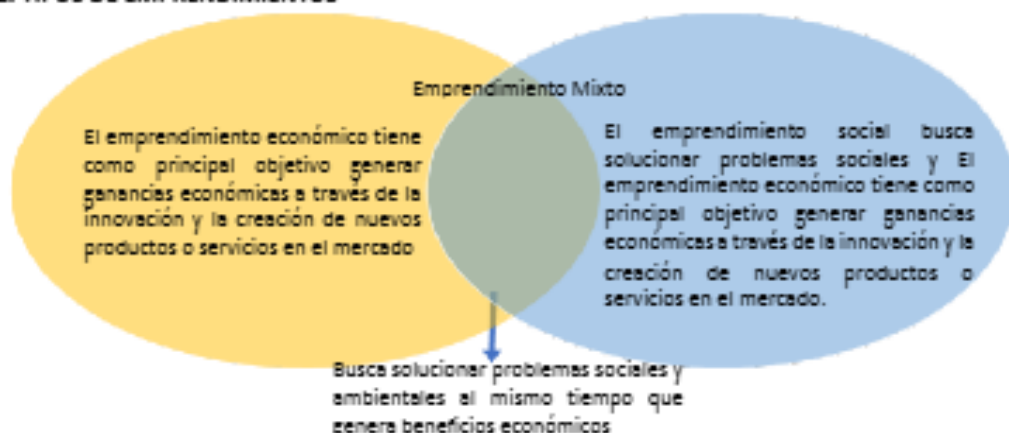 Emprendimiento Mixto
El emprendimiento económico tiene
como principal objetivo generar
ganancias económicas a través de la
innovación y la creación de nuevos
productos o servicios en el mercado
El emprendimiento social busca
solucionar problemas sociales y El
emprendimiento económico tiene como
principal objetivo generar ganancias
económicas a través de la innovación y la
creación de nuevos productos o
servicios en el mercado.
Busca solucionar problemas sociales y
ambientales al mismo tiempo que
genera beneficios económicos